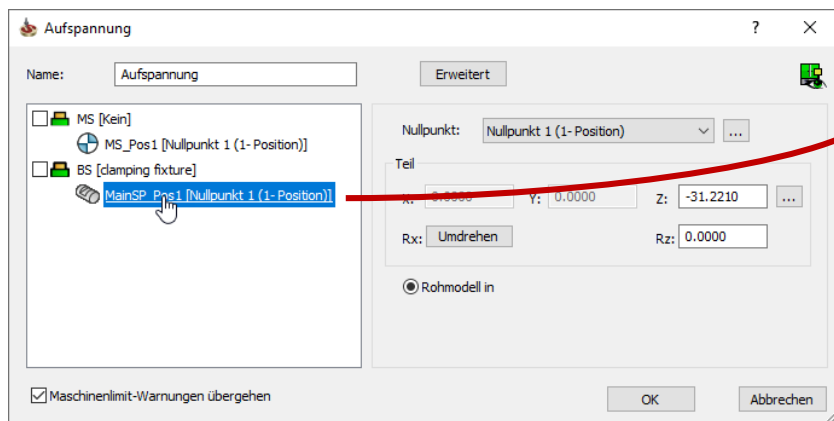 Aufspannung
Name:
Aufspannung
Erweitert
MS [Kein]
MS_Pos1 [Nullpunkt 1 (1- Position)]
BS [clamping fixture]
MainSP_Pos1 [Nullpunkt 1 (1- Position)]
Nullpunkt: Nullpunkt 1 (1- Position) ...
Teil
X: 0.0000 Y: 0.0000 Z: -31.2210 ...
Rx: Umdrehen Rz: 0.0000
Rohmodell in
Maschinenlimit-Warnungen übergehen
OK Abbrechen